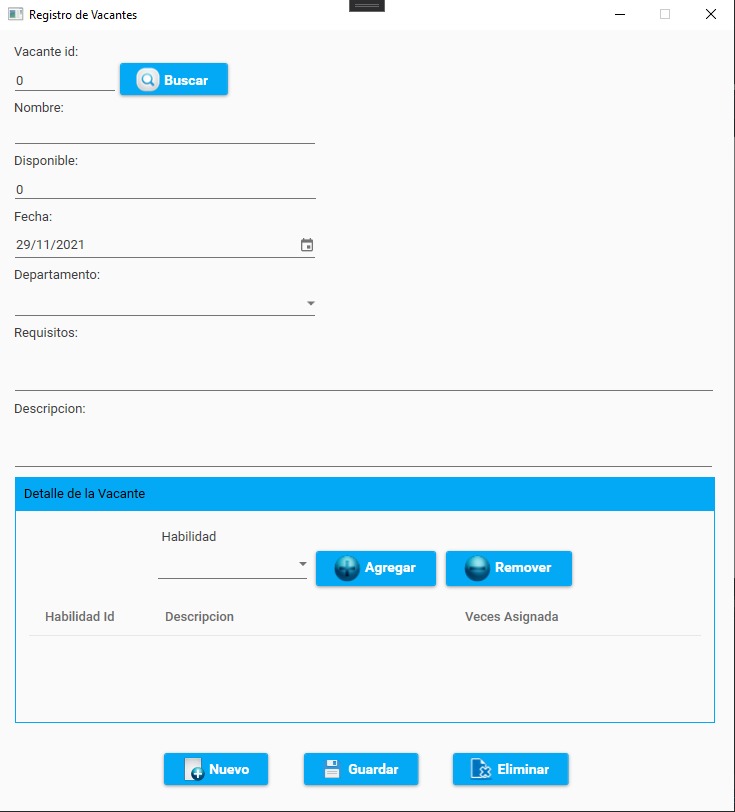 Registro de Vacantes
Vacante id:
0 Buscar
Nombre:
Disponible:
0
Fecha:
29/11/2021
Departamento:
Requisitos:
Descripcion:
Detalle de la Vacante
Habilidad
Agregar Remover
Habilidad Id Descripcion Veces Asignada
Nuevo Guardar Eliminar